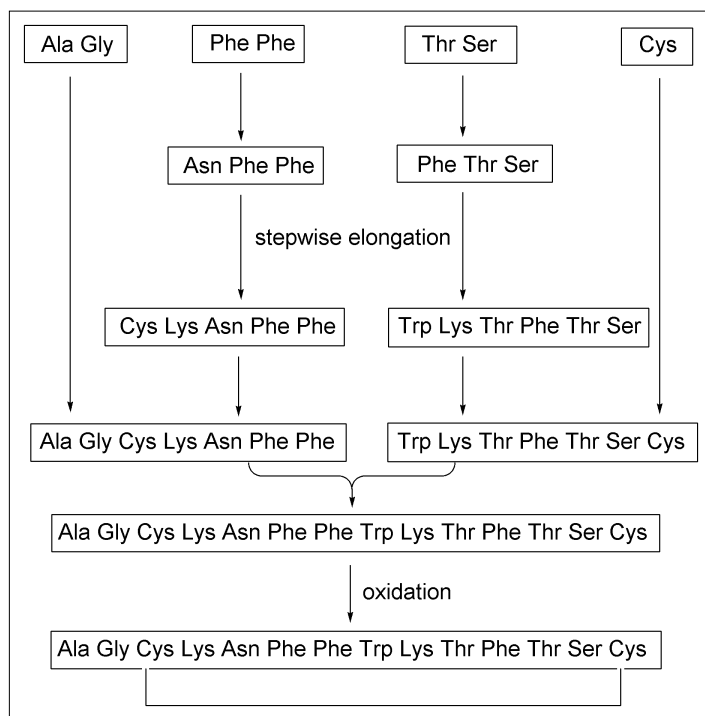 Ala Gly
Phe Phe
Thr Ser
Cys
Asn Phe Phe
Phe Thr Ser
stepwise elongation
Cys Lys Asn Phe Phe
Trp Lys Thr Phe Thr Ser
Ala Gly Cys Lys Asn Phe Phe
Trp Lys Thr Phe Thr Ser Cys
Ala Gly Cys Lys Asn Phe Phe Trp Lys Thr Phe Thr Ser Cys
oxidation
Ala Gly Cys Lys Asn Phe Phe Trp Lys Thr Phe Thr Ser Cys